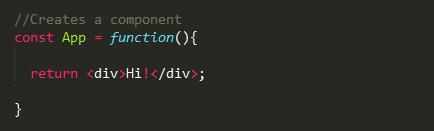 //Creates a component
const App = function(){
return <div>Hi!</div>;
}